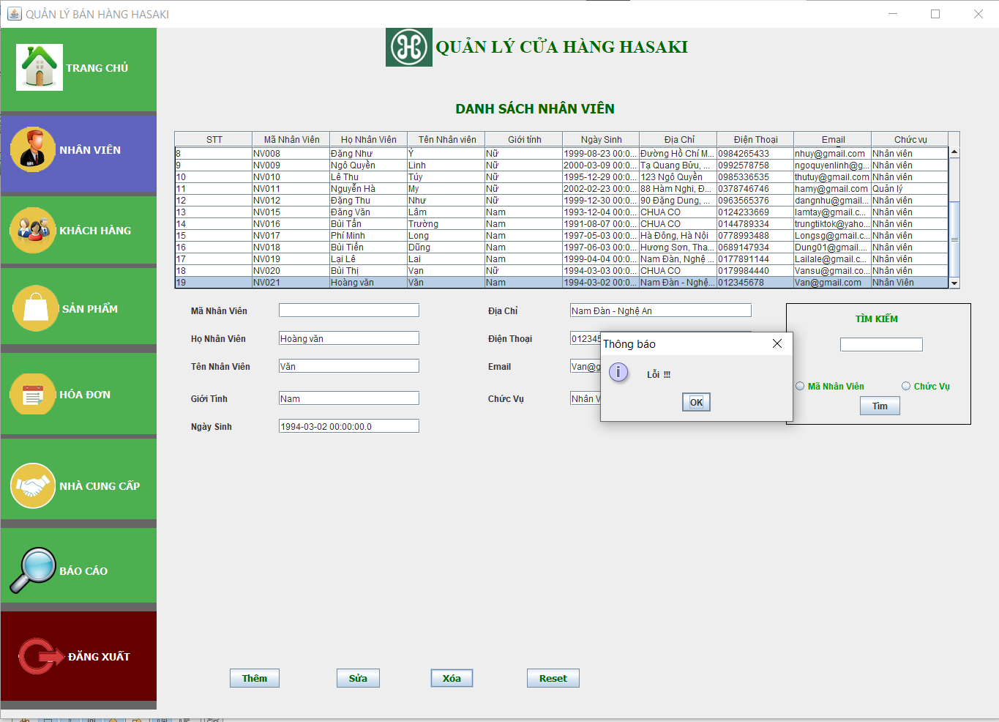 QUẢN LÝ BÁN HÀNG HASAKI
TRANG CHỦ
NHÂN VIÊN
KHÁCH HÀNG
SẢN PHẨM
HÓA ĐƠN
NHÀ CUNG CẤP
BÁO CÁO
ĐĂNG XUẤT
QUẢN LÝ CỬA HÀNG HASAKI
DANH SÁCH NHÂN VIÊN
STT Mã Nhân Viên Họ Nhân Viên Tên Nhân viên Giới tính Ngày Sinh Địa Chỉ Điện Thoại Email Chức vụ
8 NV008 Đặng Như Ý Nữ 1999-08-23 00:0... Đường Hồ Chí M... 0984265433 nhuy@gmail.com Nhân viên
9 NV009 Ngô Quyền Linh Nữ 2000-03-09 00:0... Tạ Quang Bửu, ... 0992578758 ngoquyenlinh@g... Nhân viên
10 NV010 Lê Thu Túy Nữ 1995-12-29 00:0... 123 Ngô Quyền 0985336535 thutuy@gmail.com Nhân viên
11 NV011 Nguyễn Hà My Nữ 2002-02-23 00:0... 88 Hàm Nghi, Đ... 0378746746 hamy@gmail.com Quản lý
12 NV012 Đặng Thu Như Nữ 1999-12-30 00:0... 90 Đặng Dung, ... 0963565376 dangnhu@gmail... Nhân viên
13 NV015 Đăng Văn Lâm Nam 1993-12-04 00:0... CHUA CO 0124233669 lamtay@gmail.c... Nhân viên
14 NV016 Bùi Tấn Trường Nam 1991-08-07 00:0... CHUA CO 0144789334 trungtiktok@yaho... Nhân viên
15 NV017 Phí Minh Long Nam 1997-05-03 00:0... Hà Đông, Hà Nội 0778993488 Longsg@gmail.c... Nhân viên
16 NV018 Bùi Tiến Dũng Nam 1997-06-03 00:0... Hương Sơn, Tha... 0689147934 Dung01@gmail.... Nhân viên
17 NV019 Lại Lê Lai Nam 1999-04-04 00:0... Nam Đàn, Nghệ ... 0177891144 Lailale@gmail.c... Nhân viên
18 NV020 Bùi Thị Vạn Nữ 1994-03-03 00:0... CHUA CO 0179984440 Vansu@gmail.co... Nhân viên
19 NV021 Hoàng văn Văn Nam 1994-03-02 00:0... Nam Đàn - Nghệ... 012345678 Van@gmail.com Nhân Viên
Mã Nhân Viên
Họ Nhân Viên Hoàng văn
Tên Nhân Viên Văn
Giới Tính Nam
Ngày Sinh 1994-03-02 00:00:00.0
Địa Chỉ Nam Đàn - Nghệ An
Điện Thoại 012345
Email Van@g
Chức Vụ Nhân V
Thông báo
Lỗi !!!
OK
TÌM KIẾM
Mã Nhân Viên Chức Vụ
Tìm
Thêm Sửa Xóa Reset